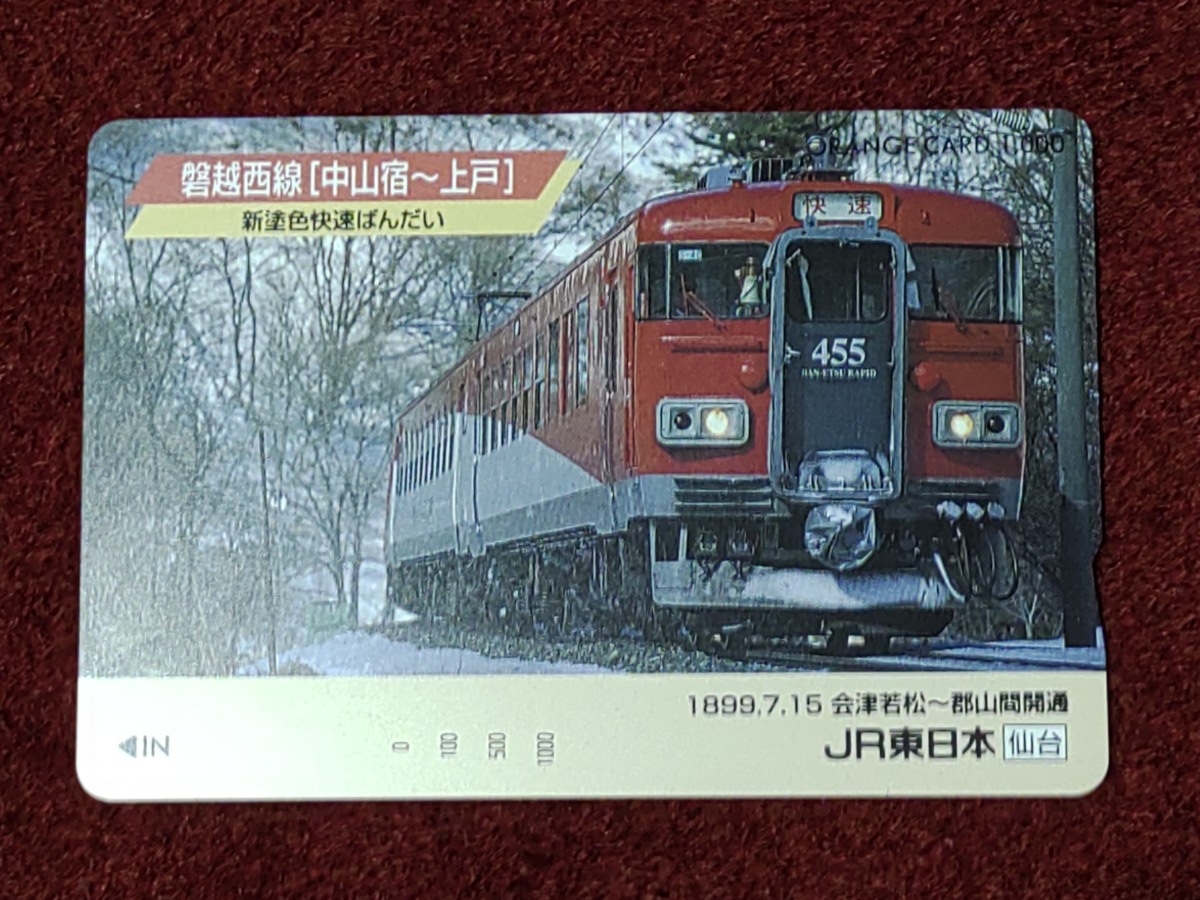 ORANGE CARD 1,000
磐越西線[中山宿～上戸]
新塗色快速ばんだい
快速
455
BAN-ETSU RAPID
1899,7.15 会津若松～郡山間開通
JR東日本 仙台
IN 0 100 500 1000